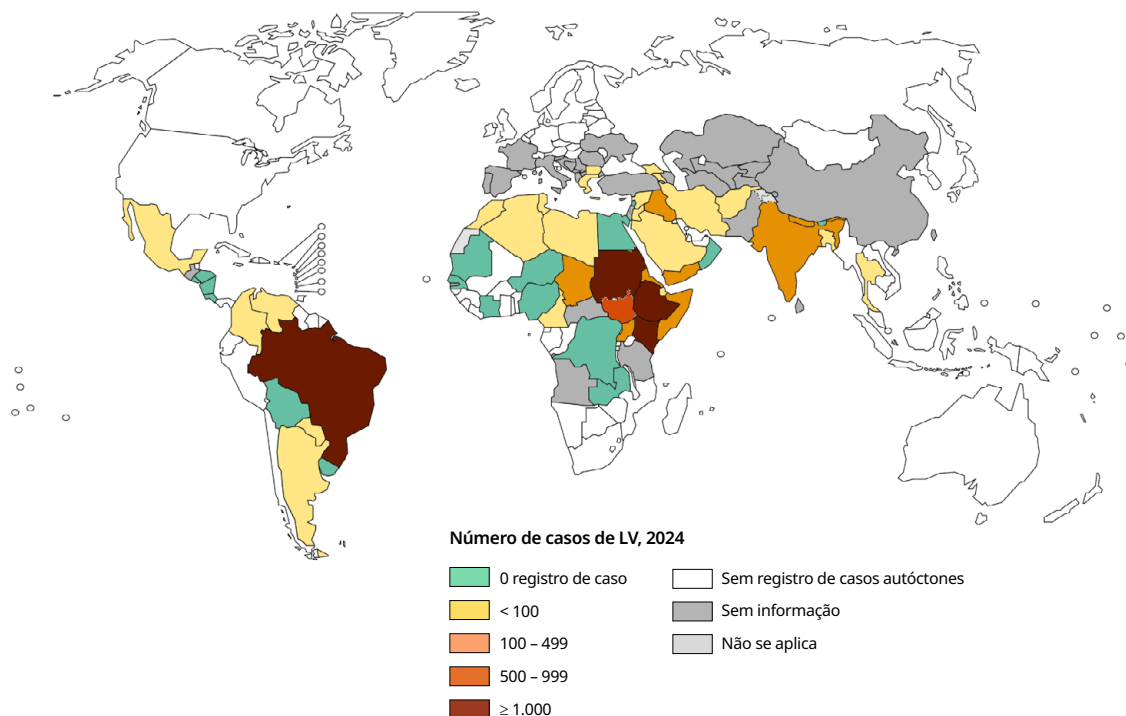 Número de casos de LV, 2024
0 registro de caso
< 100
100 – 499
500 – 999
≥ 1.000
Sem registro de casos autóctones
Sem informação
Não se aplica